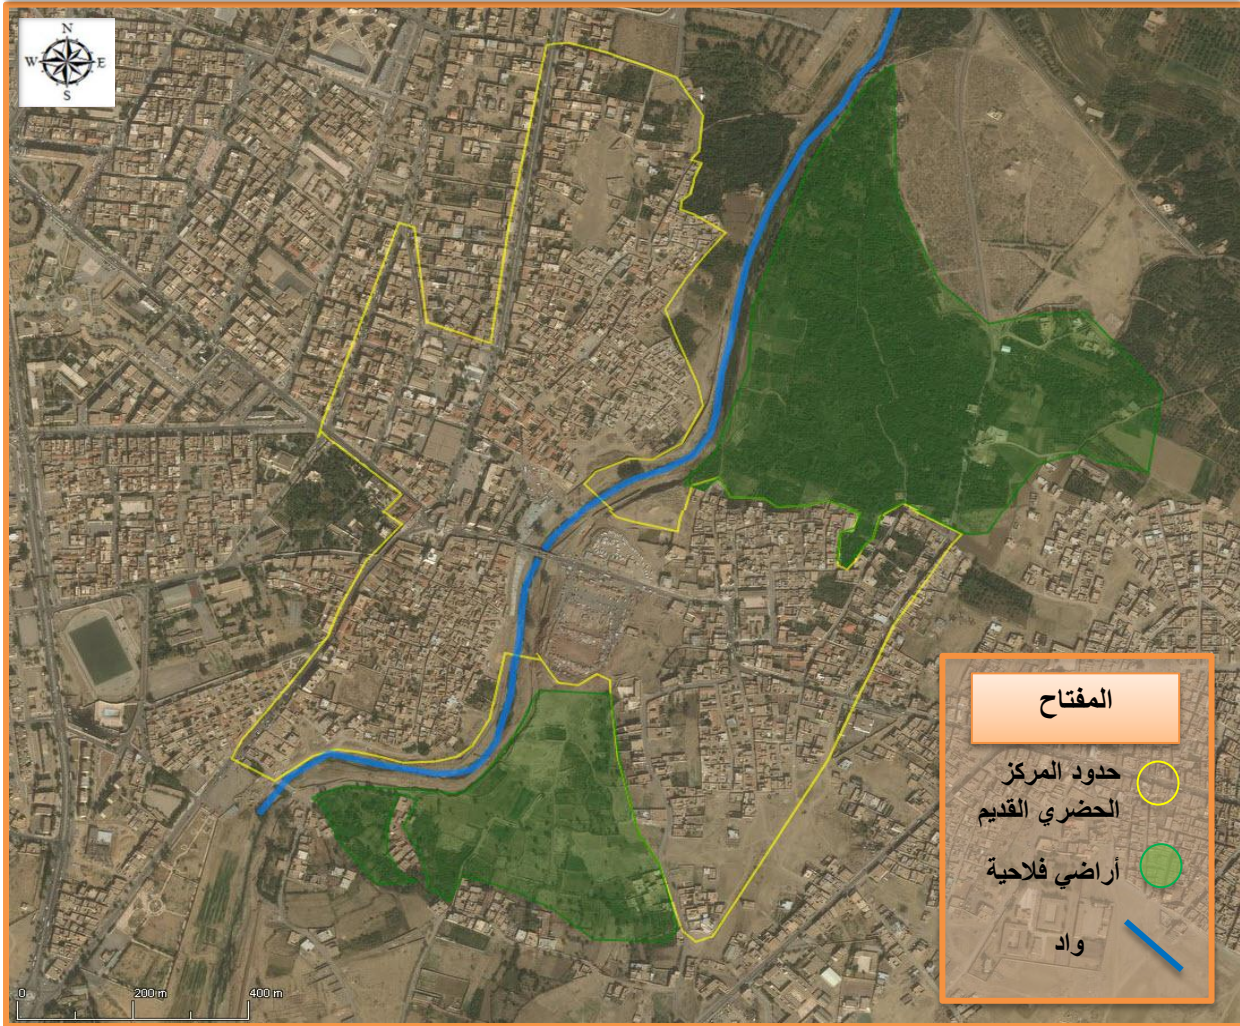 N
W E
S
المفتاح
حدود المركز
الحضري القديم
أراضي فلاحية
واد
0 200 m 400 m